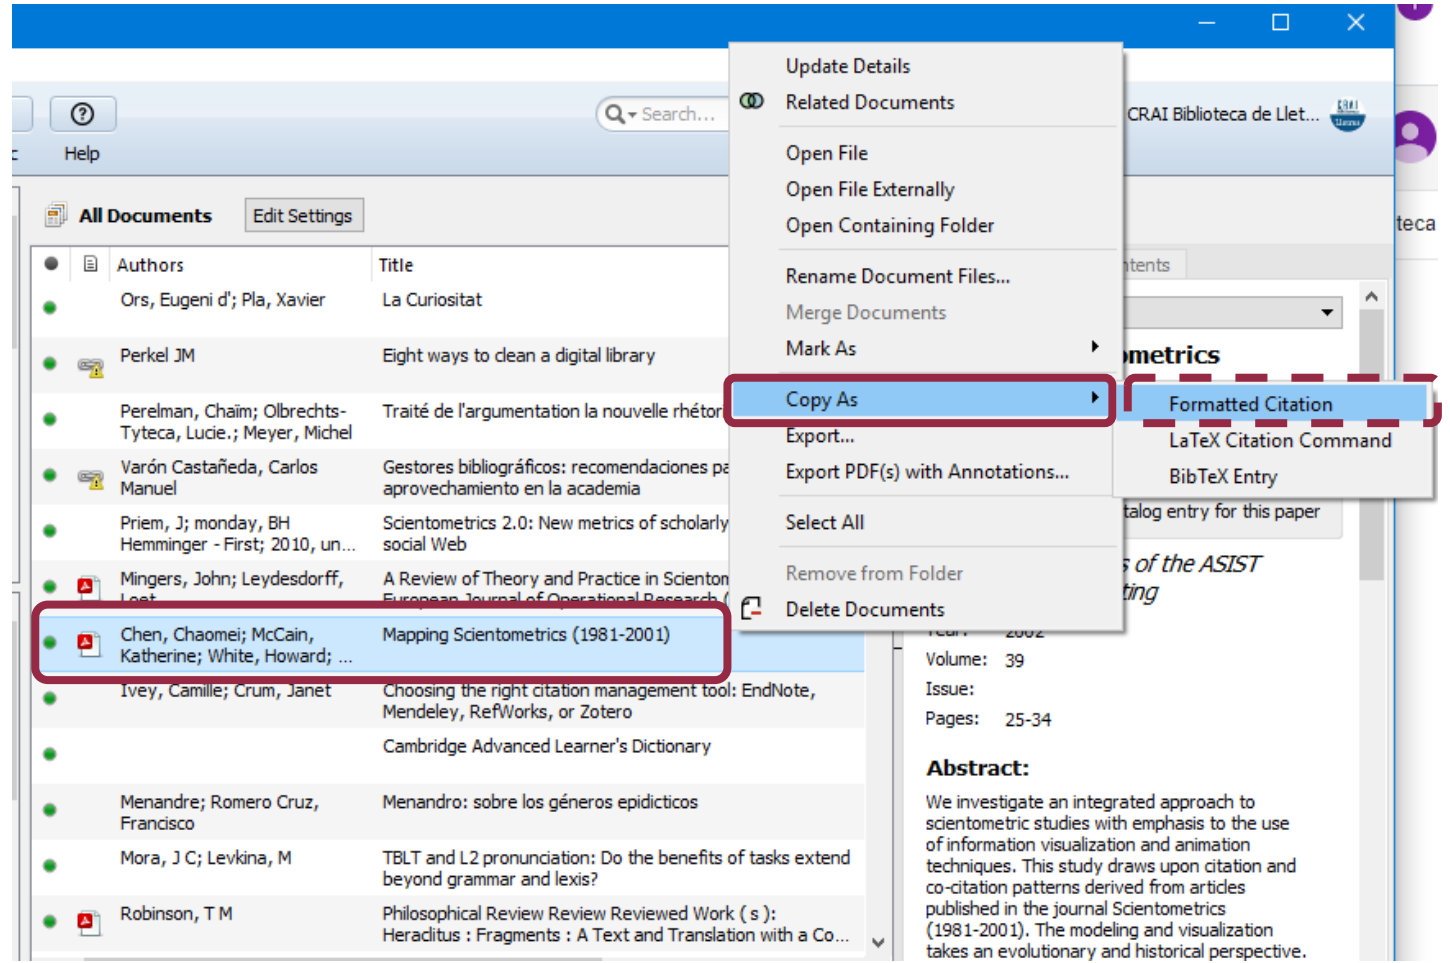 Search...
CRAI Biblioteca de Llet...
CRAI
Help
All Documents
Edit Settings
teca
Authors
Title
Ors, Eugeni d'; Pla, Xavier
La Curiositat
Perkel JM
Eight ways to clean a digital library
Perelman, Chaïm; Olbrechts-
Tyteca, Lucie.; Meyer, Michel
Traité de l'argumentation la nouvelle rhétori
Varón Castañeda, Carlos
Manuel
Gestores bibliográficos: recomendaciones pa
aprovechamiento en la academia
Priem, J; monday, BH
Hemminger - First; 2010, un...
Scientometrics 2.0: New metrics of scholarly
social Web
Mingers, John; Leydesdorff,
Loet
A Review of Theory and Practice in Scientom
European Journal of Operational Research (
Chen, Chaomei; McCain,
Katherine; White, Howard; ...
Mapping Scientometrics (1981-2001)
Ivey, Camille; Crum, Janet
Choosing the right citation management tool: EndNote,
Mendeley, RefWorks, or Zotero
Cambridge Advanced Learner's Dictionary
Menandre; Romero Cruz,
Francisco
Menandro: sobre los géneros epidicticos
Mora, J C; Levkina, M
TBLT and L2 pronunciation: Do the benefits of tasks extend
beyond grammar and lexis?
Robinson, T M
Philosophical Review Review Reviewed Work ( s ):
Heraclitus : Fragments : A Text and Translation with a Co...
Update Details
Related Documents
Open File
Open File Externally
Open Containing Folder
Rename Document Files...
Merge Documents
Mark As
Copy As
Export...
Export PDF(s) with Annotations...
Select All
Remove from Folder
Delete Documents
Formatted Citation
LaTeX Citation Command
BibTeX Entry
ntents
ometrics
talog entry for this paper
s of the ASIST
ting
Year: 2002
Volume: 39
Issue:
Pages: 25-34
Abstract:
We investigate an integrated approach to
scientometric studies with emphasis to the use
of information visualization and animation
techniques. This study draws upon citation and
co-citation patterns derived from articles
published in the journal Scientometrics
(1981-2001). The modeling and visualization
takes an evolutionary and historical perspective.